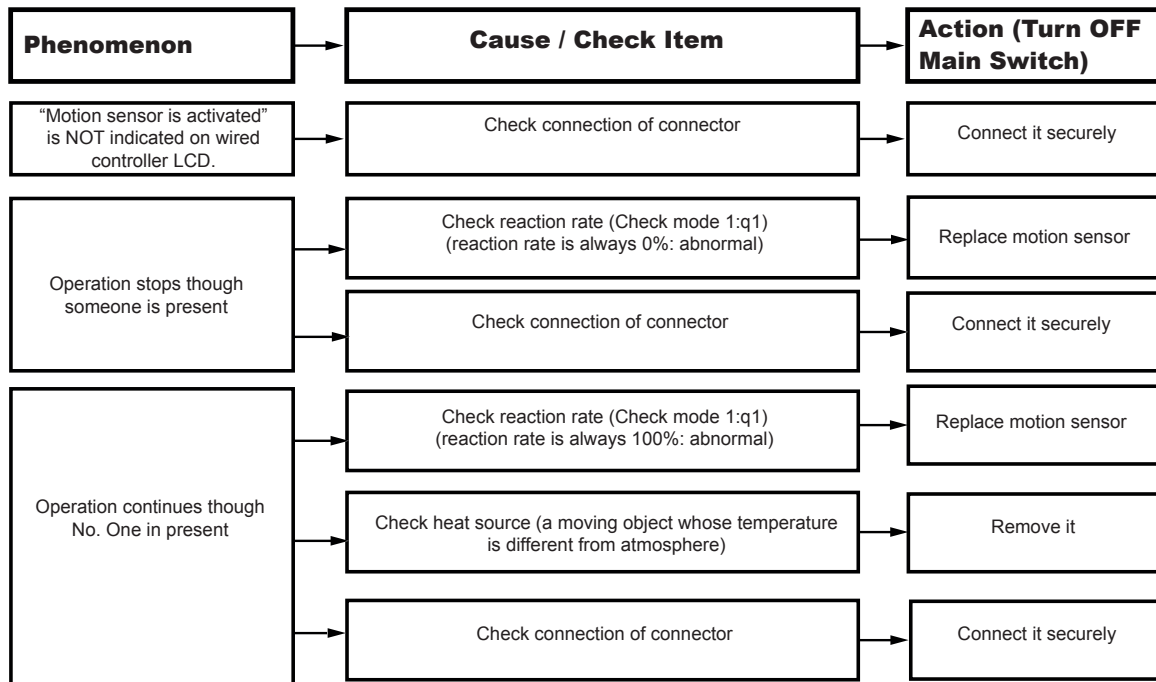 Phenomenon
Cause / Check Item
Action (Turn OFF
Main Switch)
“Motion sensor is activated”
is NOT indicated on wired
controller LCD.
Check connection of connector
Connect it securely
Operation stops though
someone is present
Check reaction rate (Check mode 1:q1)
(reaction rate is always 0%: abnormal)
Replace motion sensor
Check connection of connector
Connect it securely
Operation continues though
No. One in present
Check reaction rate (Check mode 1:q1)
(reaction rate is always 100%: abnormal)
Replace motion sensor
Check heat source (a moving object whose temperature
is different from atmosphere)
Remove it
Check connection of connector
Connect it securely